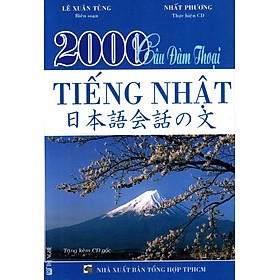 LÊ XUÂN TÙNG
Biên soạn
NHẤT PHƯƠNG
Thực hiện CD
2000 Câu Đàm Thoại
TIẾNG NHẬT
日本語会話の文
Tặng kèm CD gốc
NHÀ XUẤT BẢN TỔNG HỢP TPHCM